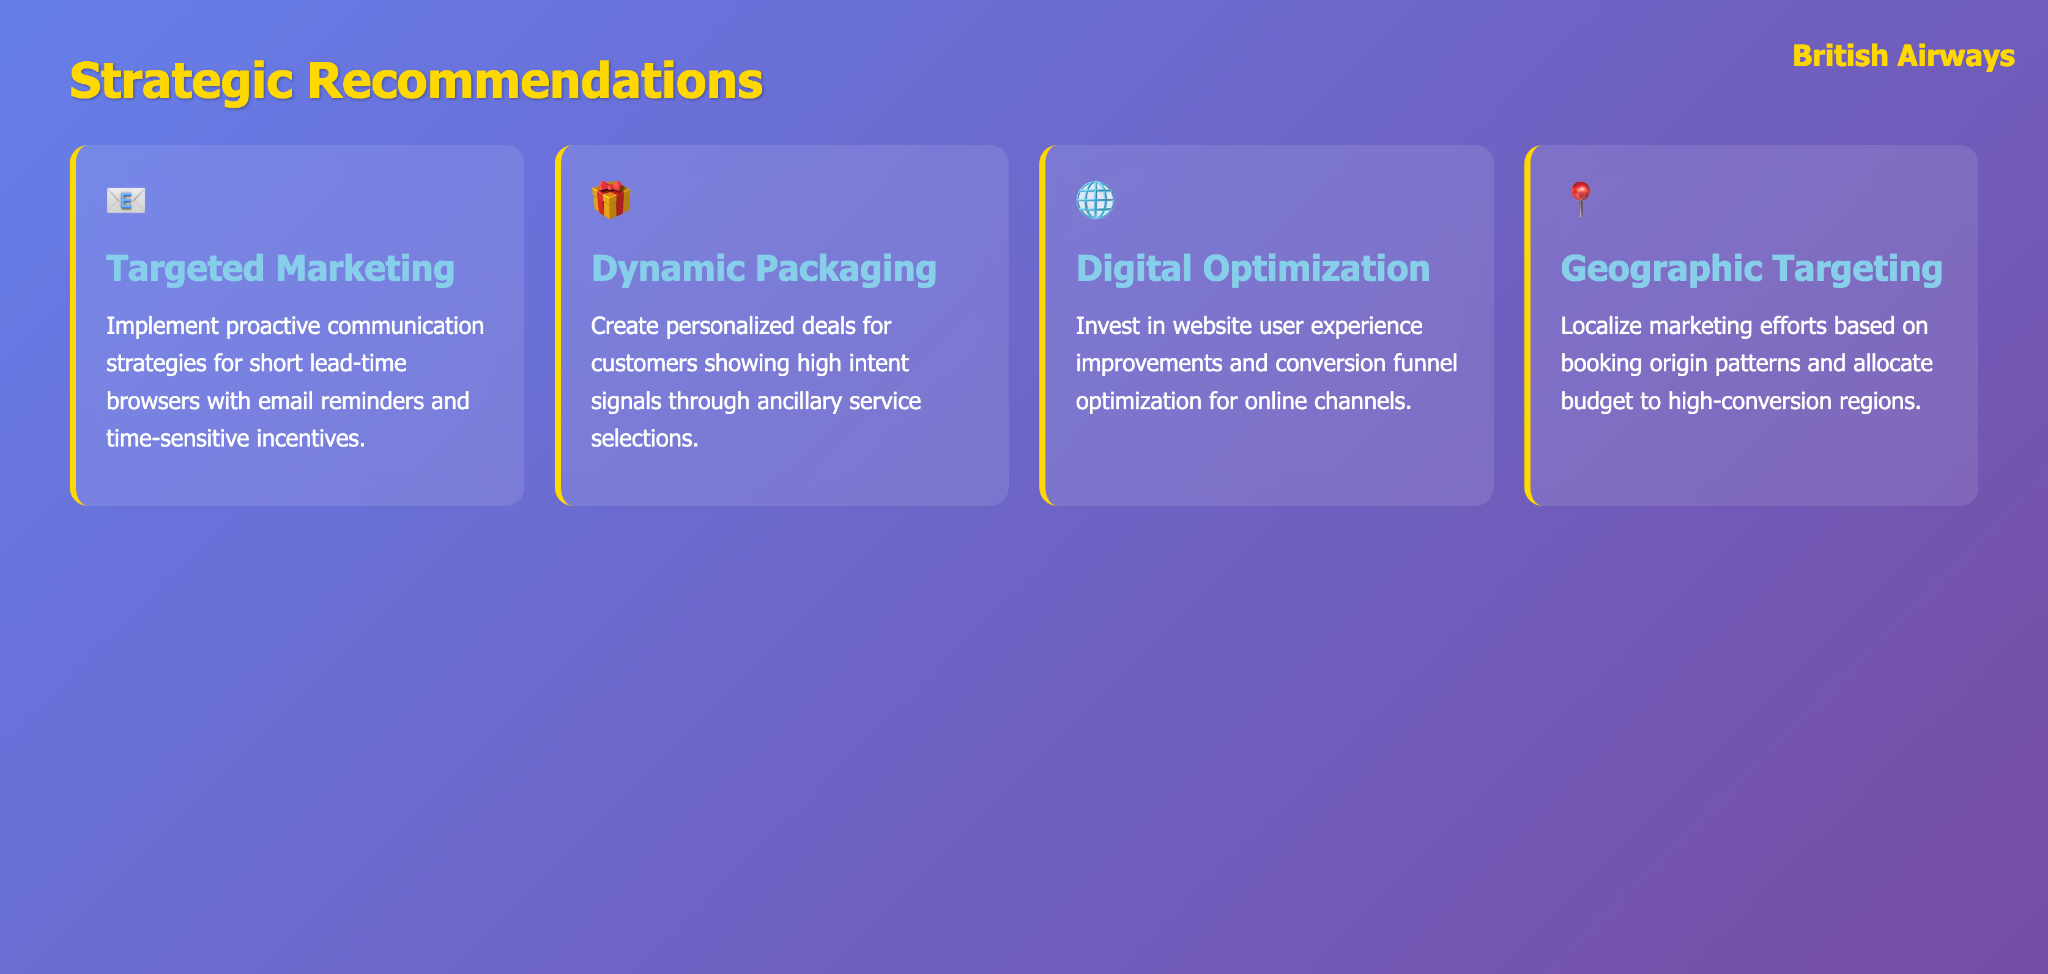 British Airways
Strategic Recommendations
Targeted Marketing
Implement proactive communication
strategies for short lead-time
browsers with email reminders and
time-sensitive incentives.
Dynamic Packaging
Create personalized deals for
customers showing high intent
signals through ancillary service
selections.
Digital Optimization
Invest in website user experience
improvements and conversion funnel
optimization for online channels.
Geographic Targeting
Localize marketing efforts based on
booking origin patterns and allocate
budget to high-conversion regions.